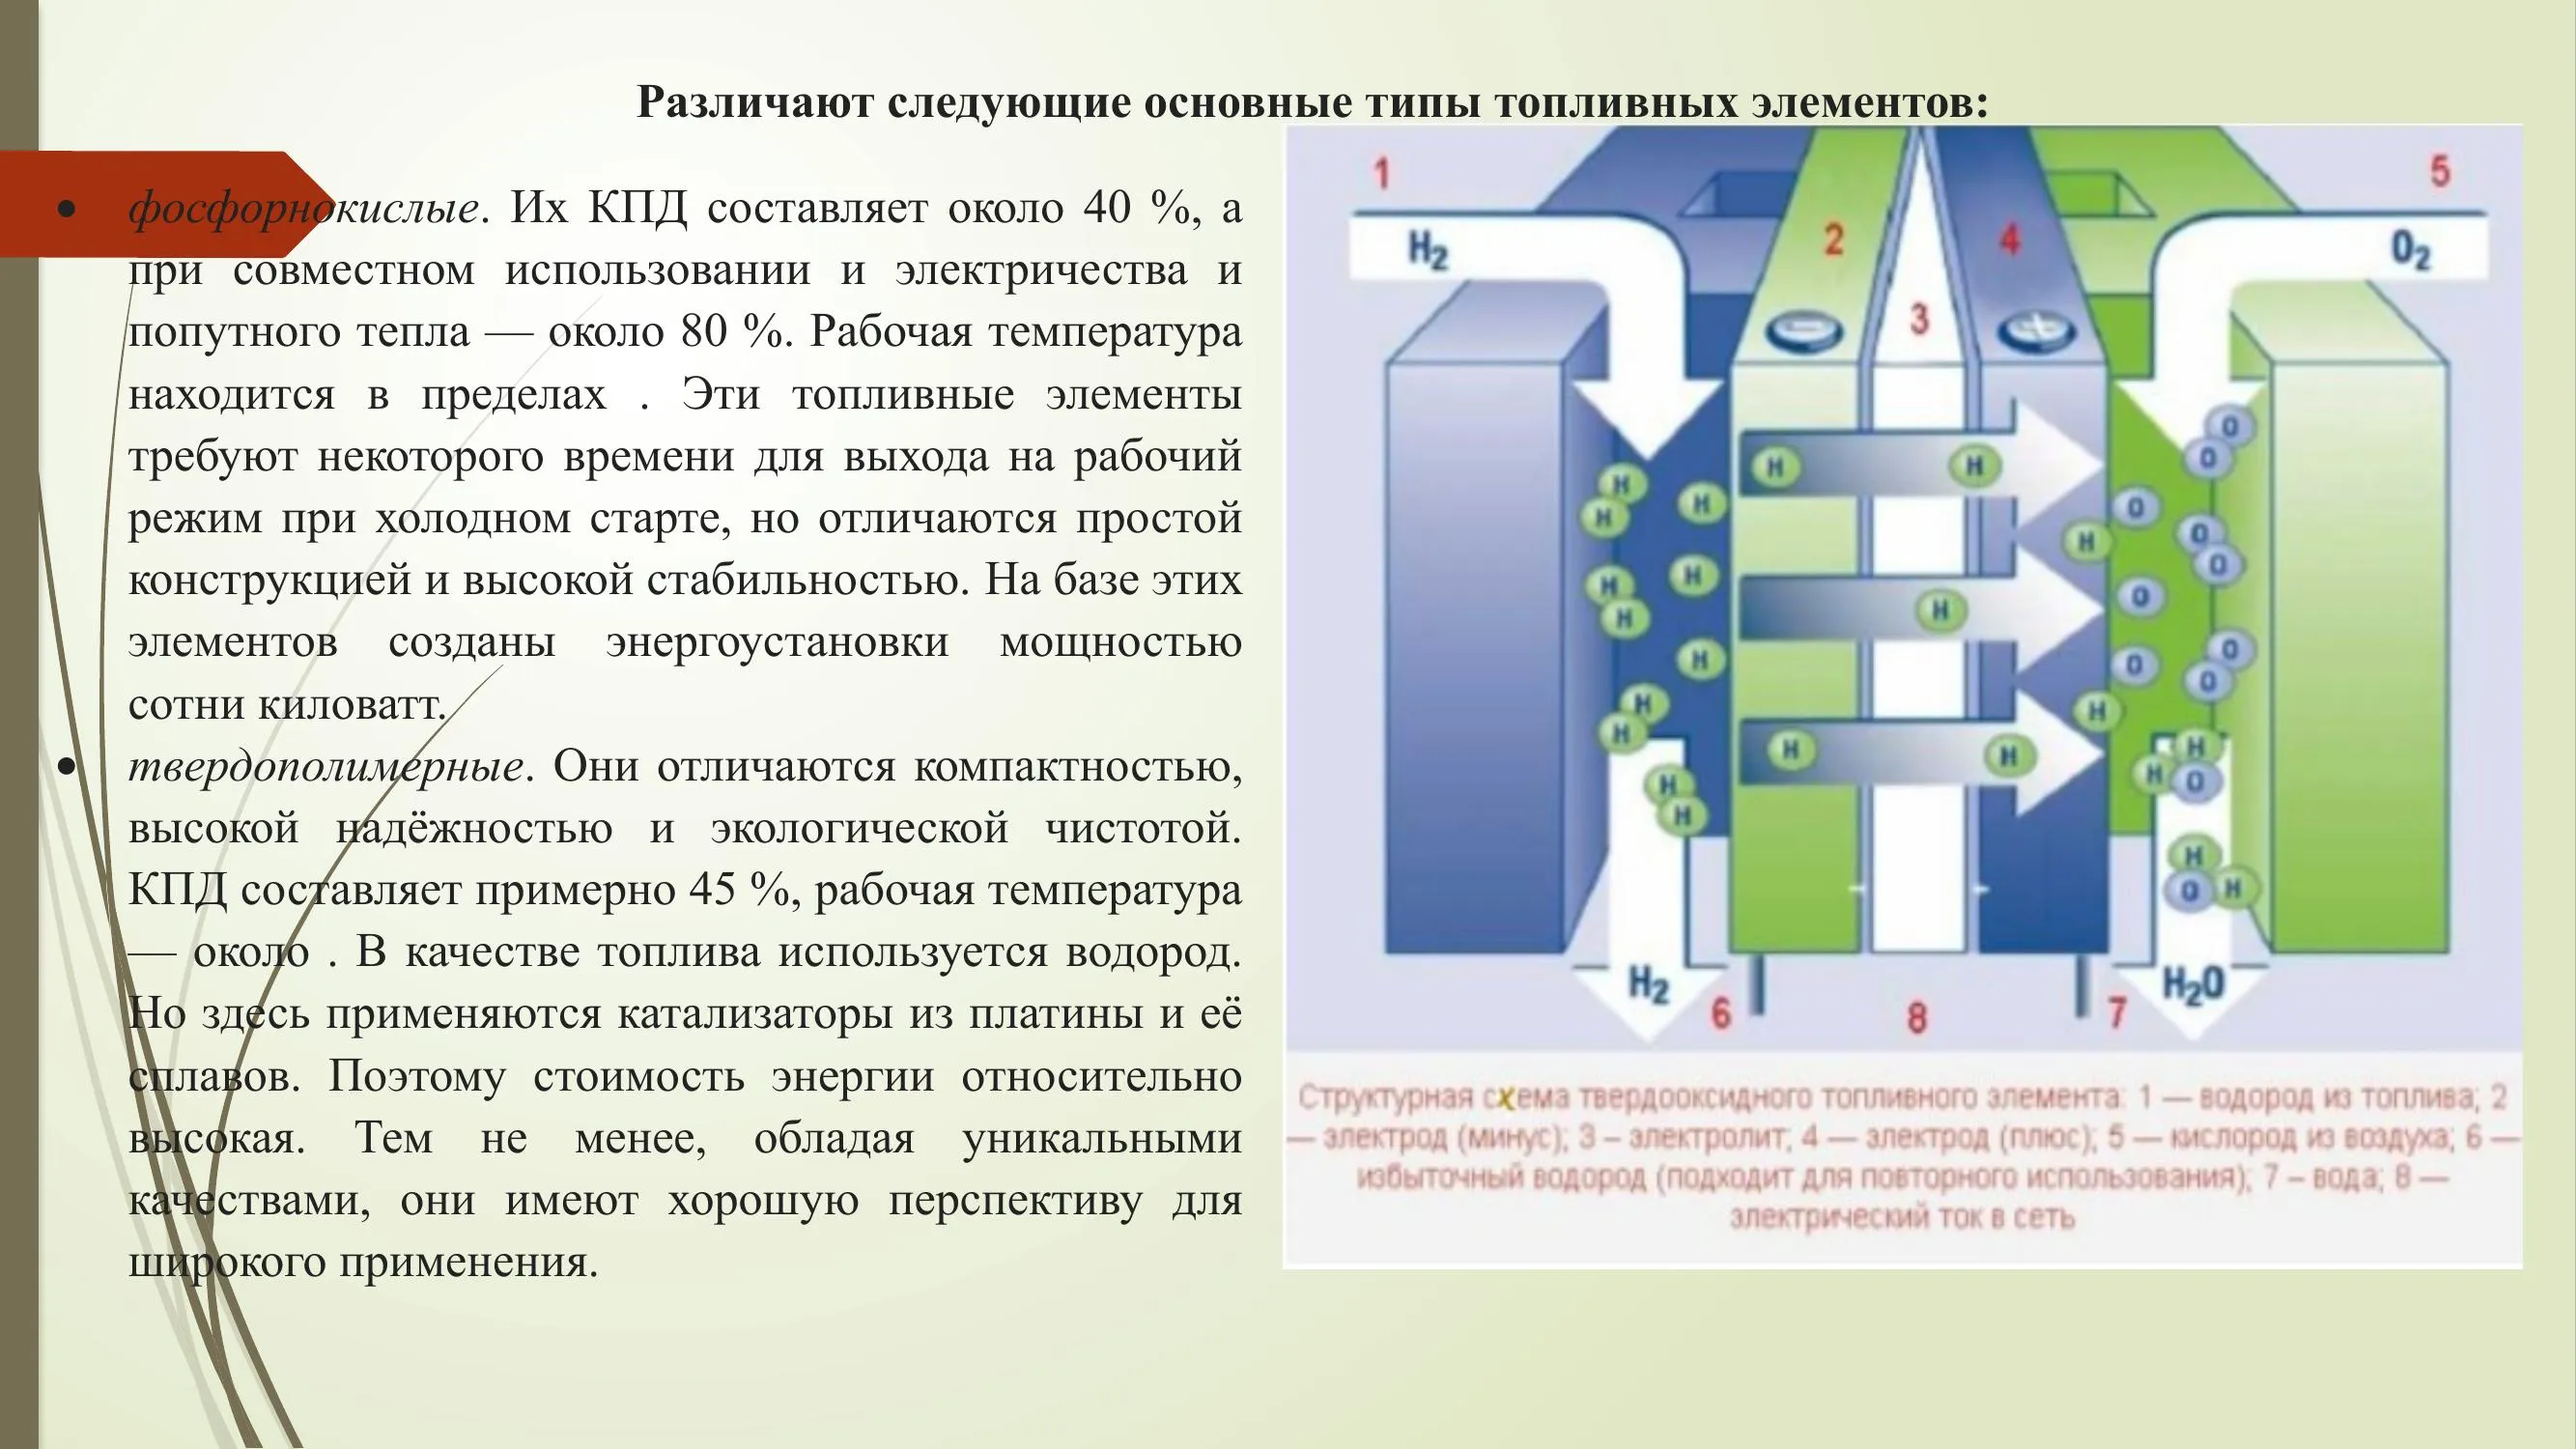 Различают следующие основные типы топливных элементов:
• фосфорнокислые. Их КПД составляет около 40 %, а
при совместном использовании и электричества и
попутного тепла — около 80 %. Рабочая температура
находится в пределах . Эти топливные элементы
требуют некоторого времени для выхода на рабочий
режим при холодном старте, но отличаются простой
конструкцией и высокой стабильностью. На базе этих
элементов созданы энергоустановки мощностью
сотни киловатт.
• твердополимерные. Они отличаются компактностью,
высокой надёжностью и экологической чистотой.
КПД составляет примерно 45 %, рабочая температура
— около . В качестве топлива используется водород.
Но здесь применяются катализаторы из платины и её
сплавов. Поэтому стоимость энергии относительно
высокая. Тем не менее, обладая уникальными
качествами, они имеют хорошую перспективу для
широкого применения.
1 5
H2 2 4 O2
3
H H O
H H H O
H O
H O
H H O
H H O
H H O
H O
H H O
H H H H
H H O
H H
O H
H2 6 8 7 H2O
Структурная схема твердооксидного топливного элемента: 1 — водород из топлива; 2
— электрод (минус); 3 – электролит; 4 — электрод (плюс); 5 — кислород из воздуха; 6 —
избыточный водород (подходит для повторного использования); 7 – вода; 8 —
электрический ток в сеть